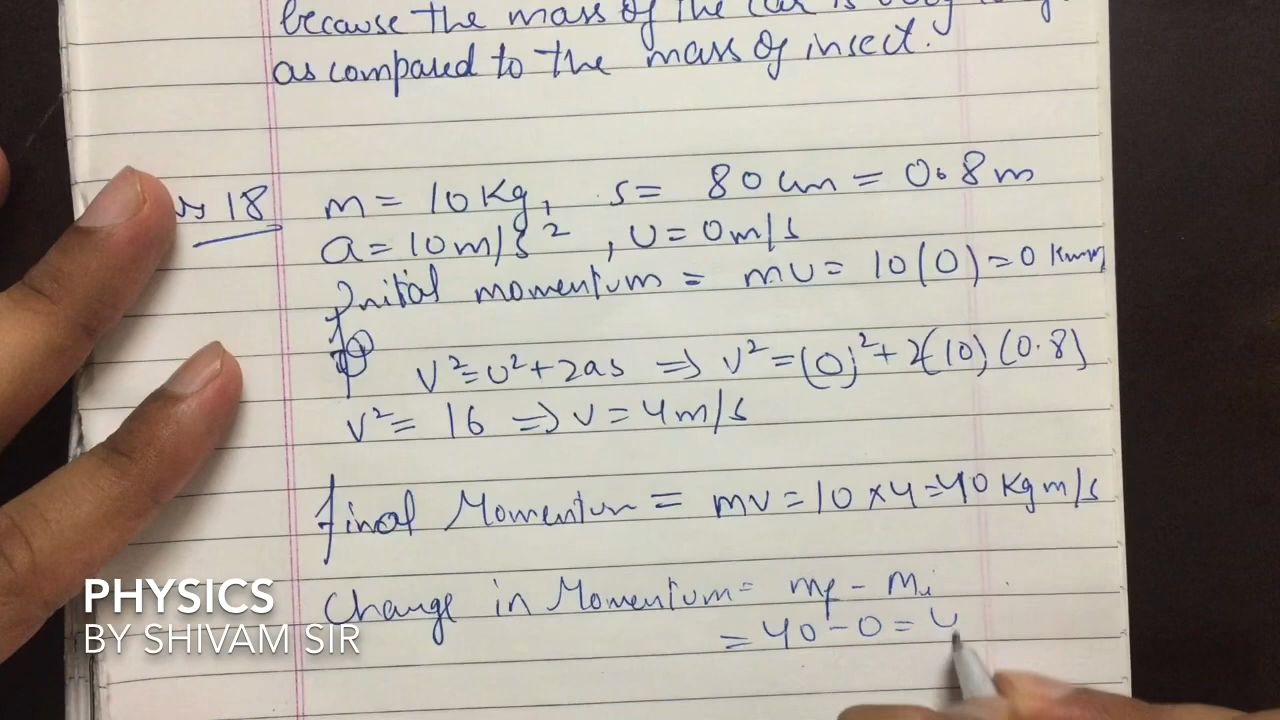 because the mass of the car is very
as compared to the mass of insect.
18 m = 10 Kg, s = 80 cm = 0.8 m
a = 10 m/s², u = 0 m/s
Initial momentum = mu = 10(0) = 0
v² = u² + 2as ⇒ v² = (0)² + 2(10)(0.8)
v² = 16 ⇒ v = 4 m/s
final Momentum = mv = 10 × 4 = 40 Kg m/s
Change in Momentum = mf - mi
= 40 - 0 = 4
PHYSICS
BY SHIVAM SIR